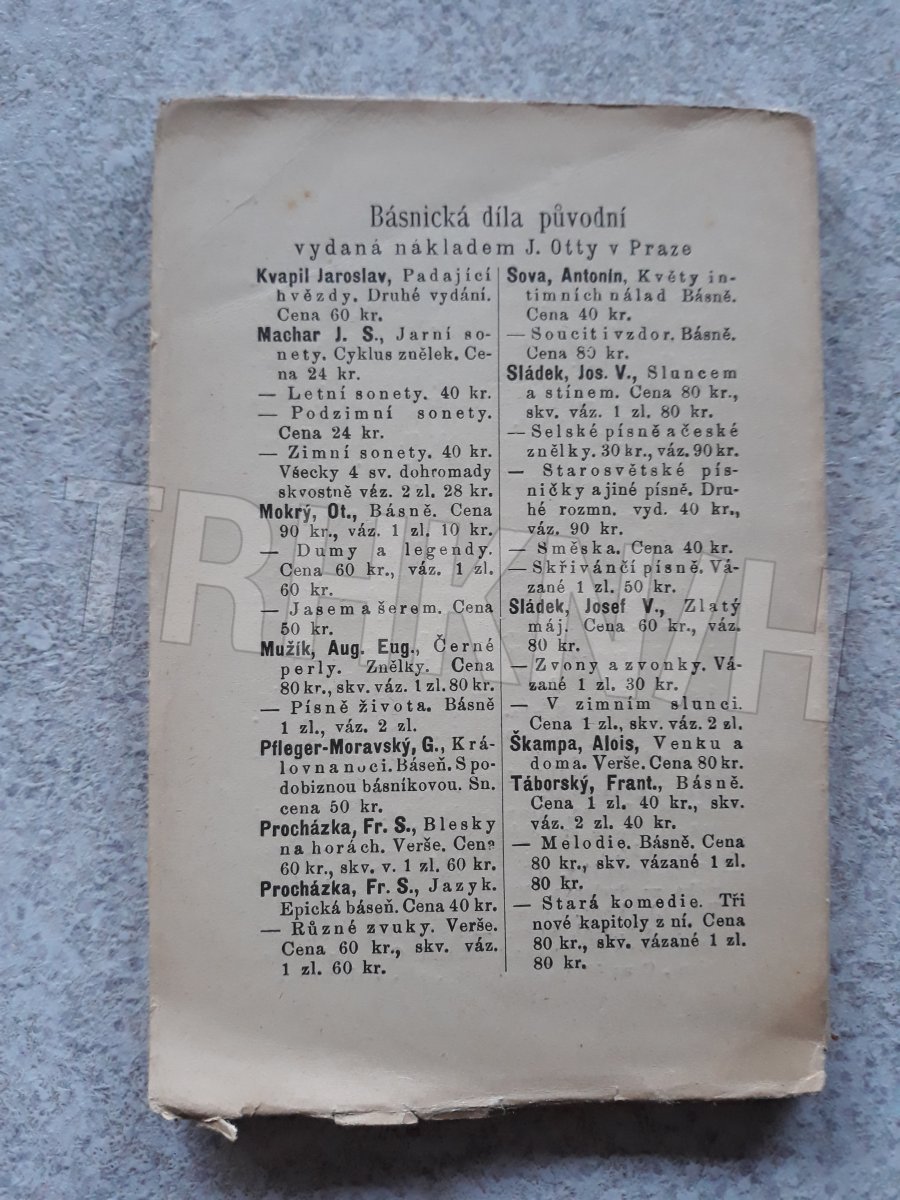 Básnická díla původní
vydaná nákladem J. Otty v Praze
Kvapil Jaroslav, Padající
hvězdy. Druhé vydání.
Cena 60 kr.
Machar J. S., Jarní so-
nety. Cyklus znělek. Ce-
na 24 kr.
— Letní sonety. 40 kr.
— Podzimní sonety.
Cena 24 kr.
— Zimní sonety. 40 kr.
Všecky 4 sv. dohromady
skvostně váz. 2 zl. 28 kr.
Mokrý, Ot., Básně. Cena
90 kr., váz. 1 zl. 10 kr.
— Dumy a legendy.
Cena 60 kr., váz. 1 zl.
60 kr.
— Jasem a šerem. Cena
50 kr.
Mužík, Aug. Eug., Černé
perly. Znělky. Cena
80 kr., skv. váz. 1 zl. 80 kr.
— Písně života. Básně
1 zl., váz. 2 zl.
Pfleger-Moravský, G., Krá-
lovna noci. Báseň. S po-
dobiznou básníkovou. Sn.
cena 50 kr.
Procházka, Fr. S., Blesky
na horách. Verše. Cena
60 kr., skv. v. 1 zl. 60 kr.
Procházka, Fr. S., Jazyk.
Epická báseň. Cena 40 kr.
— Různé zvuky. Verše.
Cena 60 kr., skv. váz.
1 zl. 60 kr.
Sova, Antonín, Květy in-
timních nálad Básně.
Cena 40 kr.
— Soucit i vzdor. Básně.
Cena 80 kr.
Sládek, Jos. V., Sluncem
a stínem. Cena 80 kr.,
skv. váz. 1 zl. 80 kr.
— Selské písně a české
znělky. 30 kr., váz. 90 kr.
— Starosvětské pís-
ničky a jiné písně. Dru-
hé rozmn. vyd. 40 kr.,
váz. 90 kr.
— Směska. Cena 40 kr.
— Skřivánčí písně. Vá-
zané 1 zl. 50 kr.
Sládek, Josef V., Zlatý
máj. Cena 60 kr., váz.
80 kr.
— Zvony a zvonky. Vá-
zané 1 zl. 30 kr.
— V zimním slunci.
Cena 1 zl., skv. váz. 2 zl.
Škampa, Alois, Venku a
doma. Verše. Cena 80 kr.
Táborský, Frant., Básně.
Cena 1 zl. 40 kr., skv.
váz. 2 zl. 40 kr.
— Melodie. Básně. Cena
80 kr., skv. vázané 1 zl.
80 kr.
— Stará komedie. Tři
nové kapitoly z ní. Cena
80 kr., skv. vázané 1 zl.
80 kr.
TRHKNIH